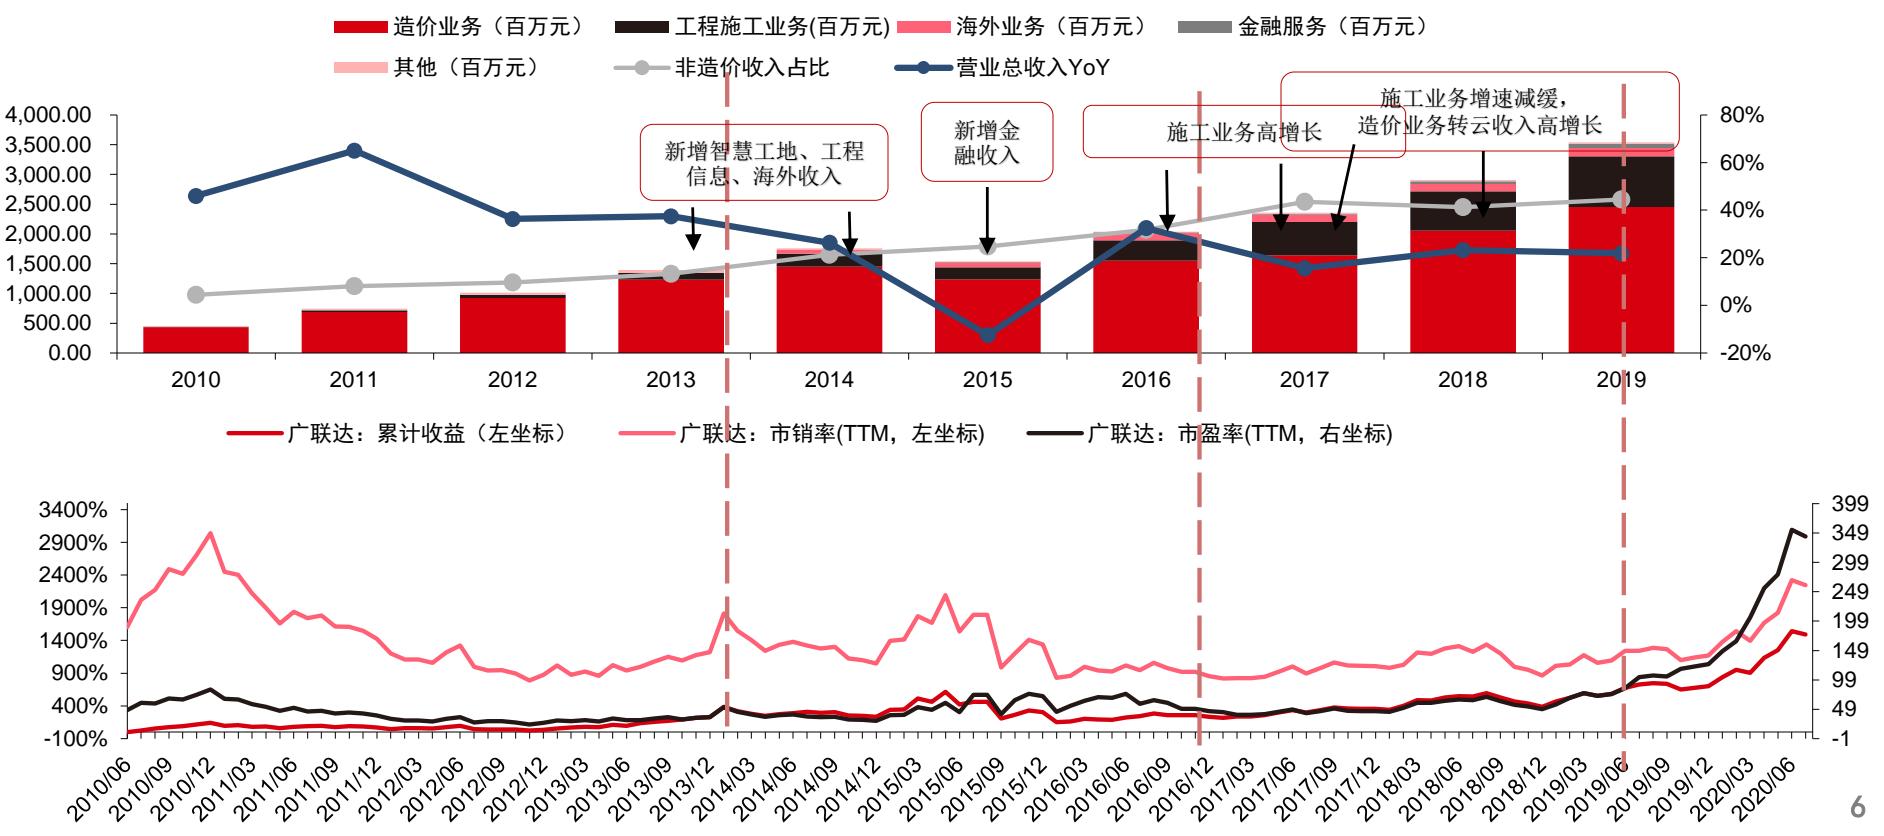 造价业务（百万元） 工程施工业务(百万元) 海外业务（百万元） 金融服务（百万元）
其他（百万元） 非造价收入占比 营业总收入YoY
4,000.00
3,500.00
3,000.00
2,500.00
2,000.00
1,500.00
1,000.00
500.00
0.00
新增智慧工地、工程
信息、海外收入
新增金
融收入
施工业务高增长
施工业务增速减缓，
造价业务转云收入高增长
80%
60%
40%
20%
0%
-20%
2010 2011 2012 2013 2014 2015 2016 2017 2018 2019
广联达：累计收益（左坐标） 广联达：市销率(TTM，左坐标) 广联达：市盈率(TTM，右坐标)
3400%
2900%
2400%
1900%
1400%
900%
400%
-100%
399
349
299
249
199
149
99
49
-1
2010/06 2010/09 2010/12 2011/03 2011/06 2011/09 2011/12 2012/03 2012/06 2012/09 2012/12 2013/03 2013/06 2013/09 2013/12 2014/03 2014/06 2014/09 2014/12 2015/03 2015/06 2015/09 2015/12 2016/03 2016/06 2016/09 2016/12 2017/03 2017/06 2017/09 2017/12 2018/03 2018/06 2018/09 2018/12 2019/03 2019/06 2019/09 2019/12 2020/03 2020/06
6